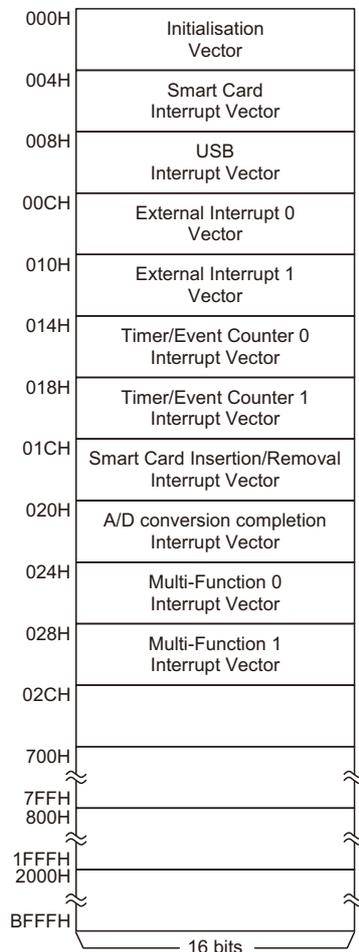 000H
Initialisation
Vector
004H
Smart Card
Interrupt Vector
008H
USB
Interrupt Vector
00CH
External Interrupt 0
Vector
010H
External Interrupt 1
Vector
014H
Timer/Event Counter 0
Interrupt Vector
018H
Timer/Event Counter 1
Interrupt Vector
01CH
Smart Card Insertion/Removal
Interrupt Vector
020H
A/D conversion completion
Interrupt Vector
024H
Multi-Function 0
Interrupt Vector
028H
Multi-Function 1
Interrupt Vector
02CH
700H
7FFH
800H
1FFFH
2000H
BFFFH
16 bits